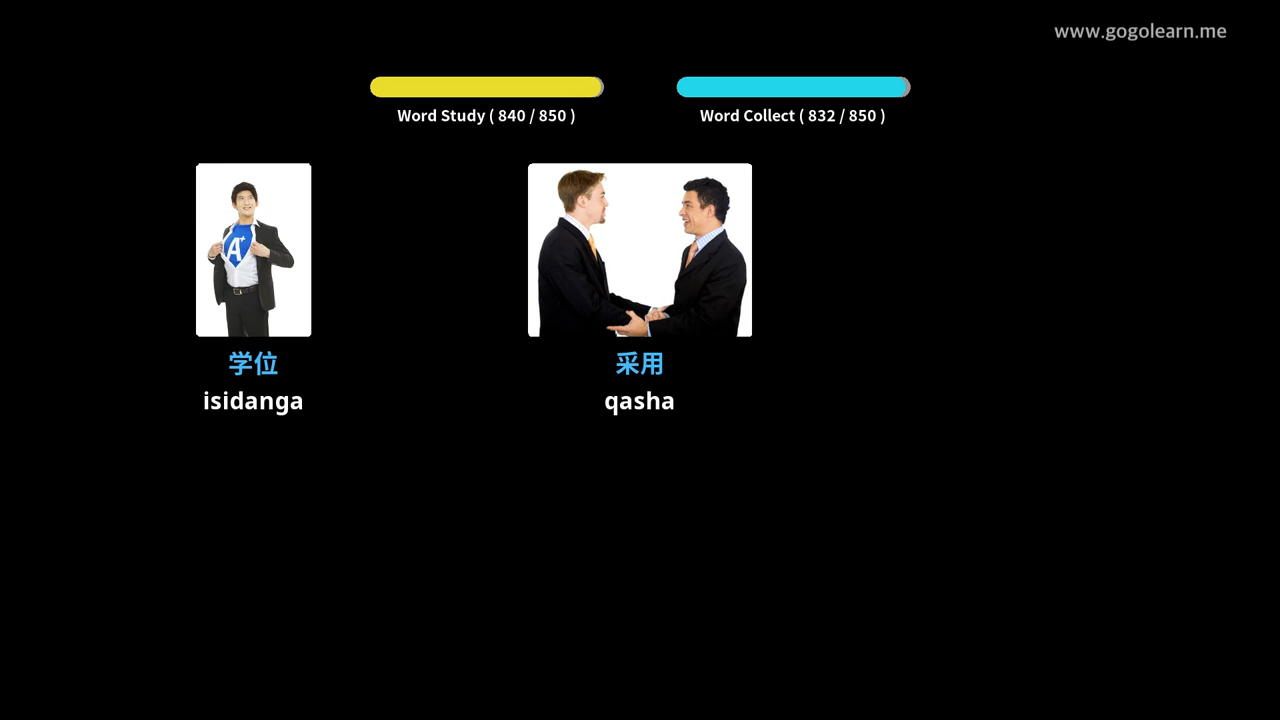 www.gogolearn.me
Word Study ( 840 / 850 )
Word Collect ( 832 / 850 )
A+
学位
isidanga
采用
qasha